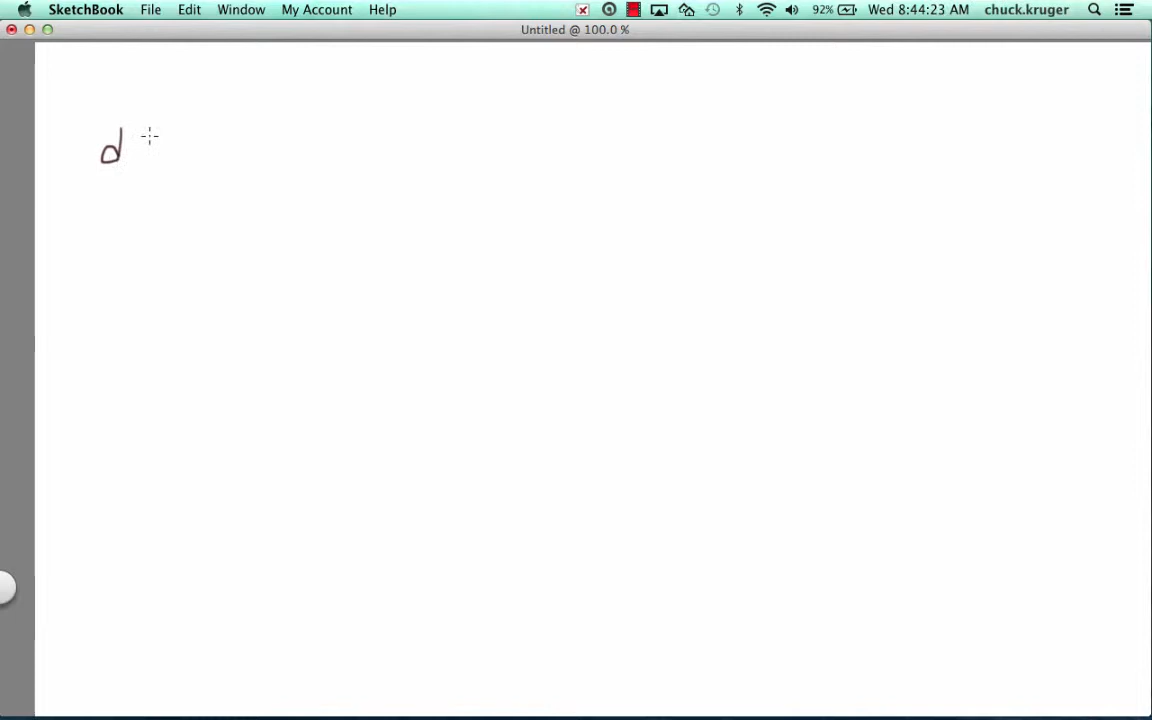 SketchBook File Edit Window My Account Help 92% Wed 8:44:23 AM chuck.kruger
Untitled @ 100.0 %
d